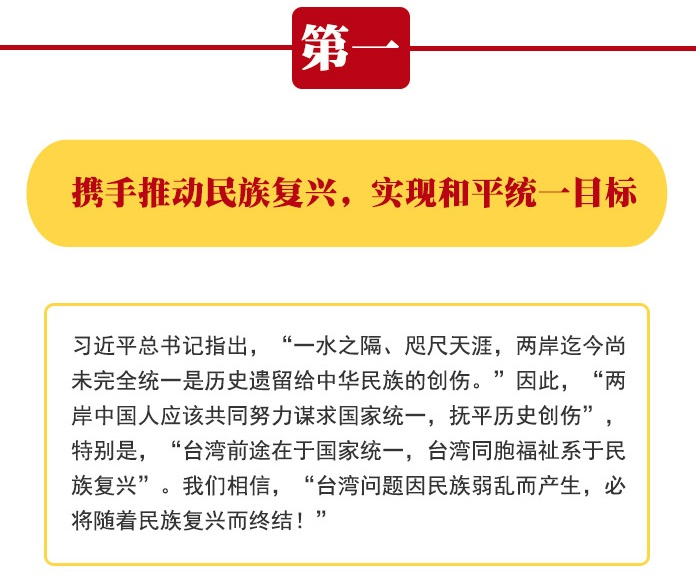 第一
携手推动民族复兴，实现和平统一目标
习近平总书记指出，“一水之隔、咫尺天涯，两岸迄今尚
未完全统一是历史遗留给中华民族的创伤。”因此，“两
岸中国人应该共同努力谋求国家统一，抚平历史创伤”，
特别是，“台湾前途在于国家统一，台湾同胞福祉系于民
族复兴”。我们相信，“台湾问题因民族弱乱而产生，必
将随着民族复兴而终结！”